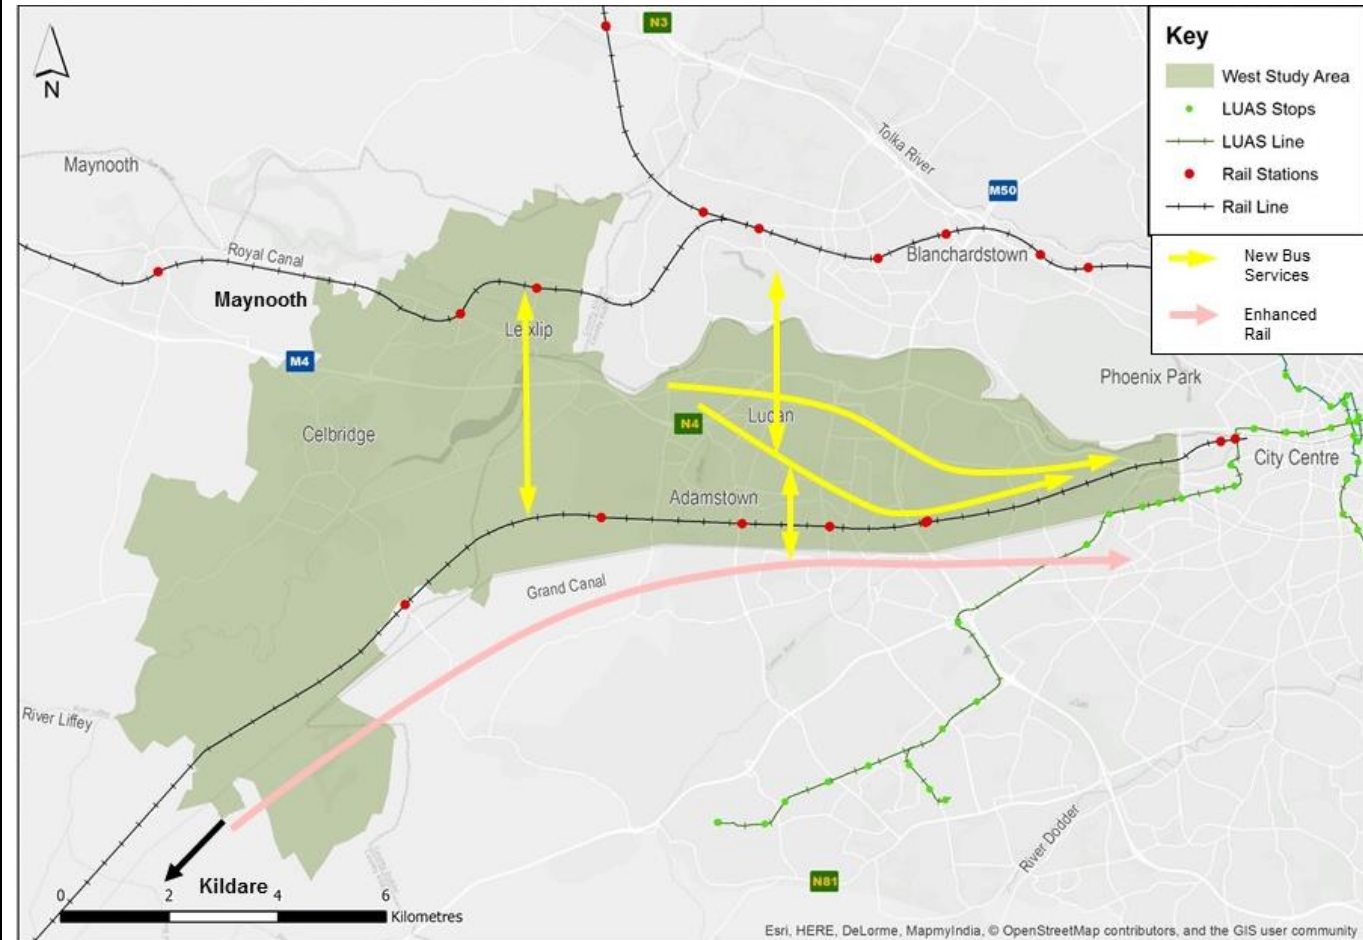 N3
Key
West Study Area
LUAS Stops
LUAS Line
Rail Stations
Rail Line
New Bus
Services
Enhanced
Rail
N
Maynooth
Tolka River
M50
Royal Canal
Blanchardstown
Maynooth
Leixlip
M4
Phoenix Park
Celbridge
N4
Lucan
City Centre
Adamstown
Grand Canal
River Liffey
River Dodder
Kildare
N81
0 2 4 6
Kilometres
Esri, HERE, DeLorme, MapmyIndia, © OpenStreetMap contributors, and the GIS user community